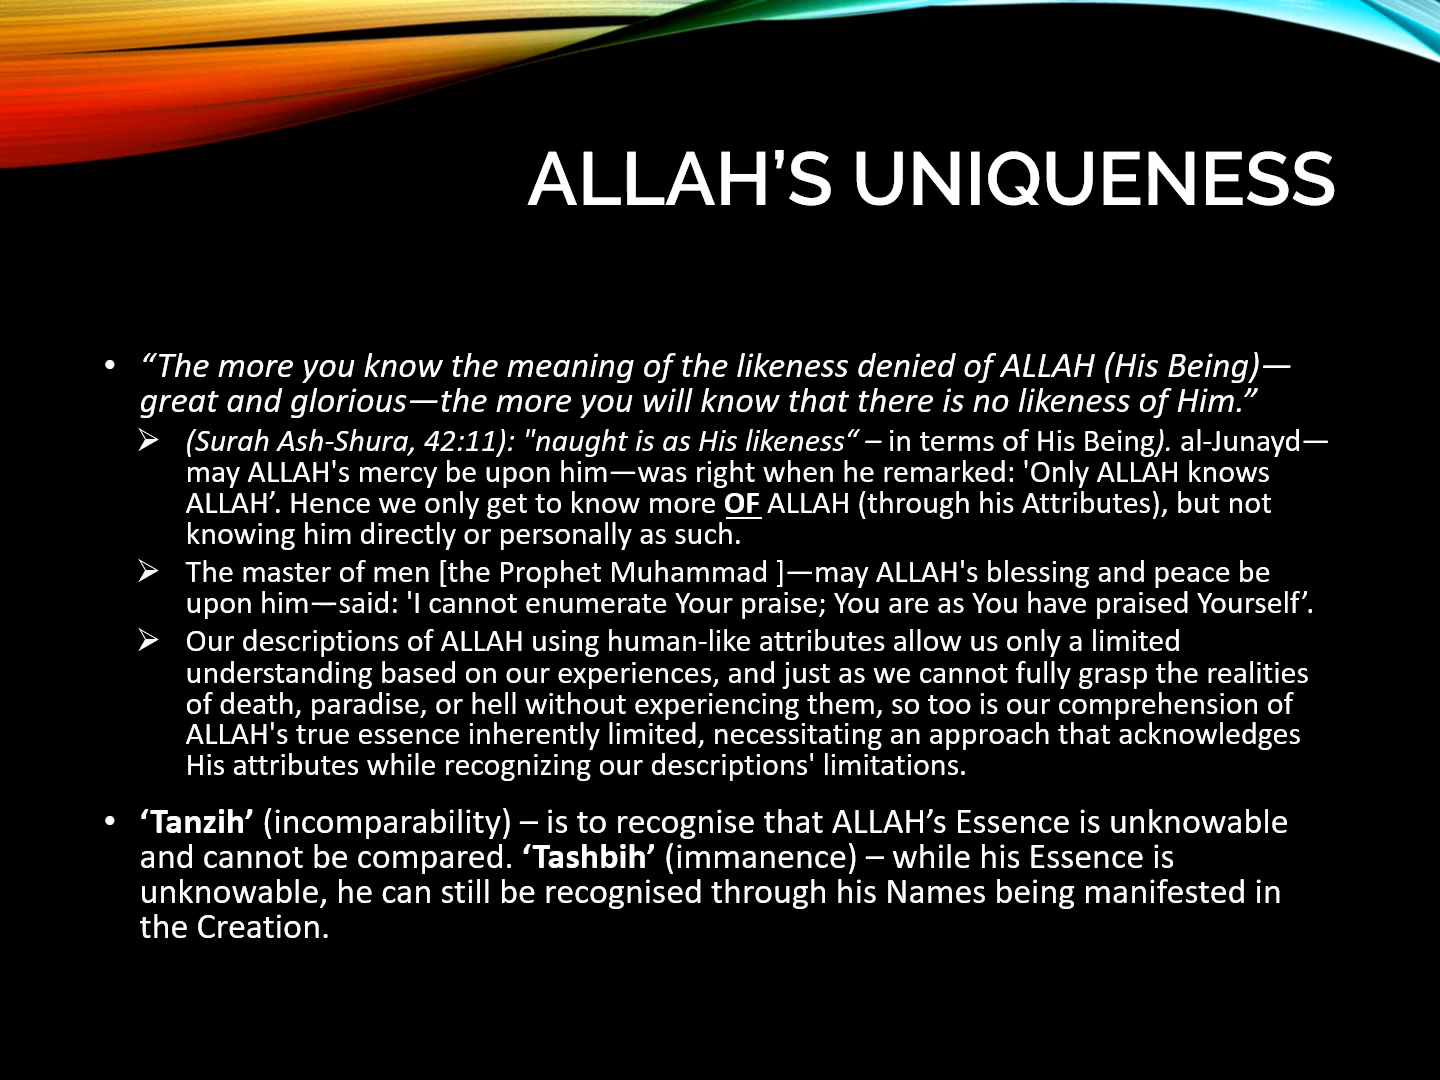 ALLAH’S UNIQUENESS
• “The more you know the meaning of the likeness denied of ALLAH (His Being)—
great and glorious—the more you will know that there is no likeness of Him.”
➢ (Surah Ash-Shura, 42:11): "naught is as His likeness“ – in terms of His Being). al-Junayd—
may ALLAH's mercy be upon him—was right when he remarked: 'Only ALLAH knows
ALLAH’. Hence we only get to know more OF ALLAH (through his Attributes), but not
knowing him directly or personally as such.
➢ The master of men [the Prophet Muhammad ]—may ALLAH's blessing and peace be
upon him—said: 'I cannot enumerate Your praise; You are as You have praised Yourself’.
➢ Our descriptions of ALLAH using human-like attributes allow us only a limited
understanding based on our experiences, and just as we cannot fully grasp the realities
of death, paradise, or hell without experiencing them, so too is our comprehension of
ALLAH's true essence inherently limited, necessitating an approach that acknowledges
His attributes while recognizing our descriptions' limitations.
• ‘Tanzih’ (incomparability) – is to recognise that ALLAH’s Essence is unknowable
and cannot be compared. ‘Tashbih’ (immanence) – while his Essence is
unknowable, he can still be recognised through his Names being manifested in
the Creation.